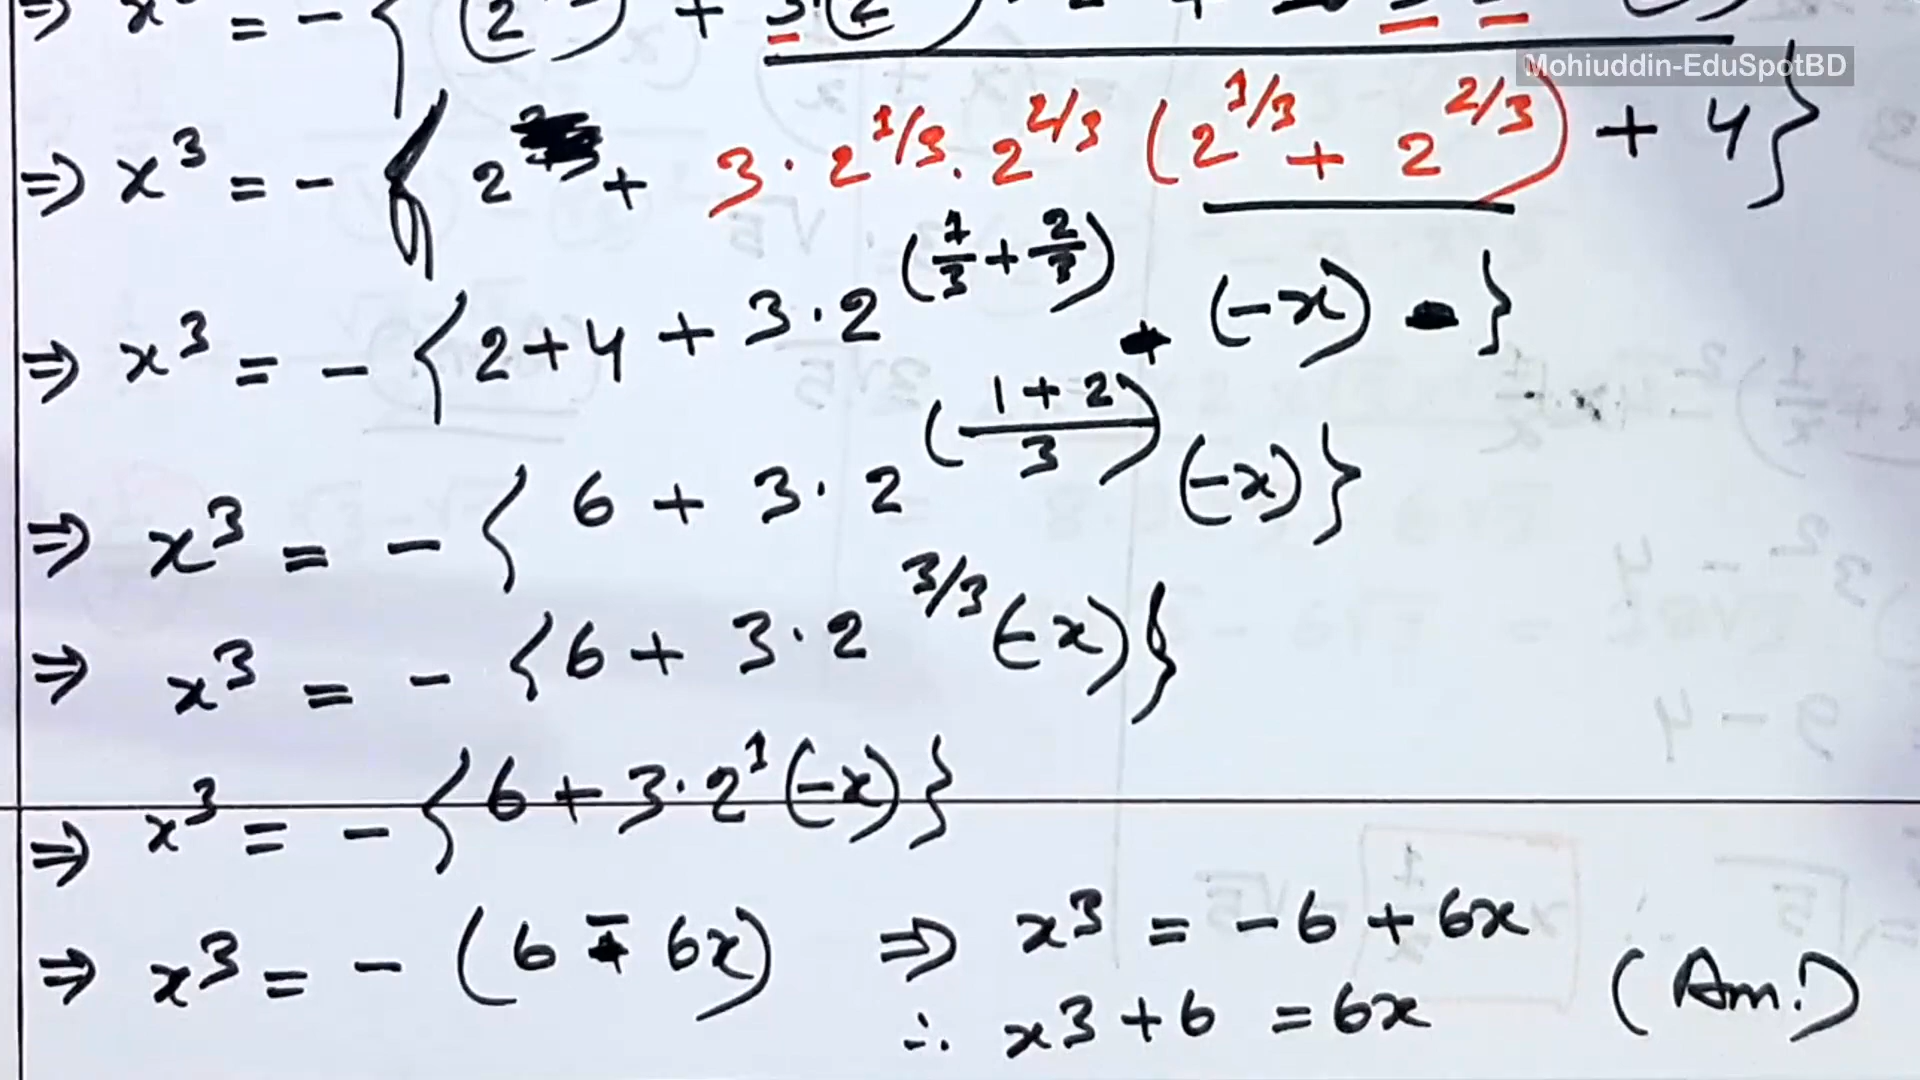 Mohiuddin-EduSpotBD
⇒ x³ = - { 2 + 3 · 2^(1/3) · 2^(2/3) (2^(1/3) + 2^(2/3)) + 4 }
⇒ x³ = - { 2 + 4 + 3 · 2^(1/3 + 2/3) (-x) }
⇒ x³ = - { 6 + 3 · 2^((1+2)/3) (-x) }
⇒ x³ = - { 6 + 3 · 2^(3/3) (-x) }
⇒ x³ = - { 6 + 3 · 2¹ (-x) }
⇒ x³ = - (6 - 6x) ⇒ x³ = -6 + 6x
∴ x³ + 6 = 6x (Ans.)